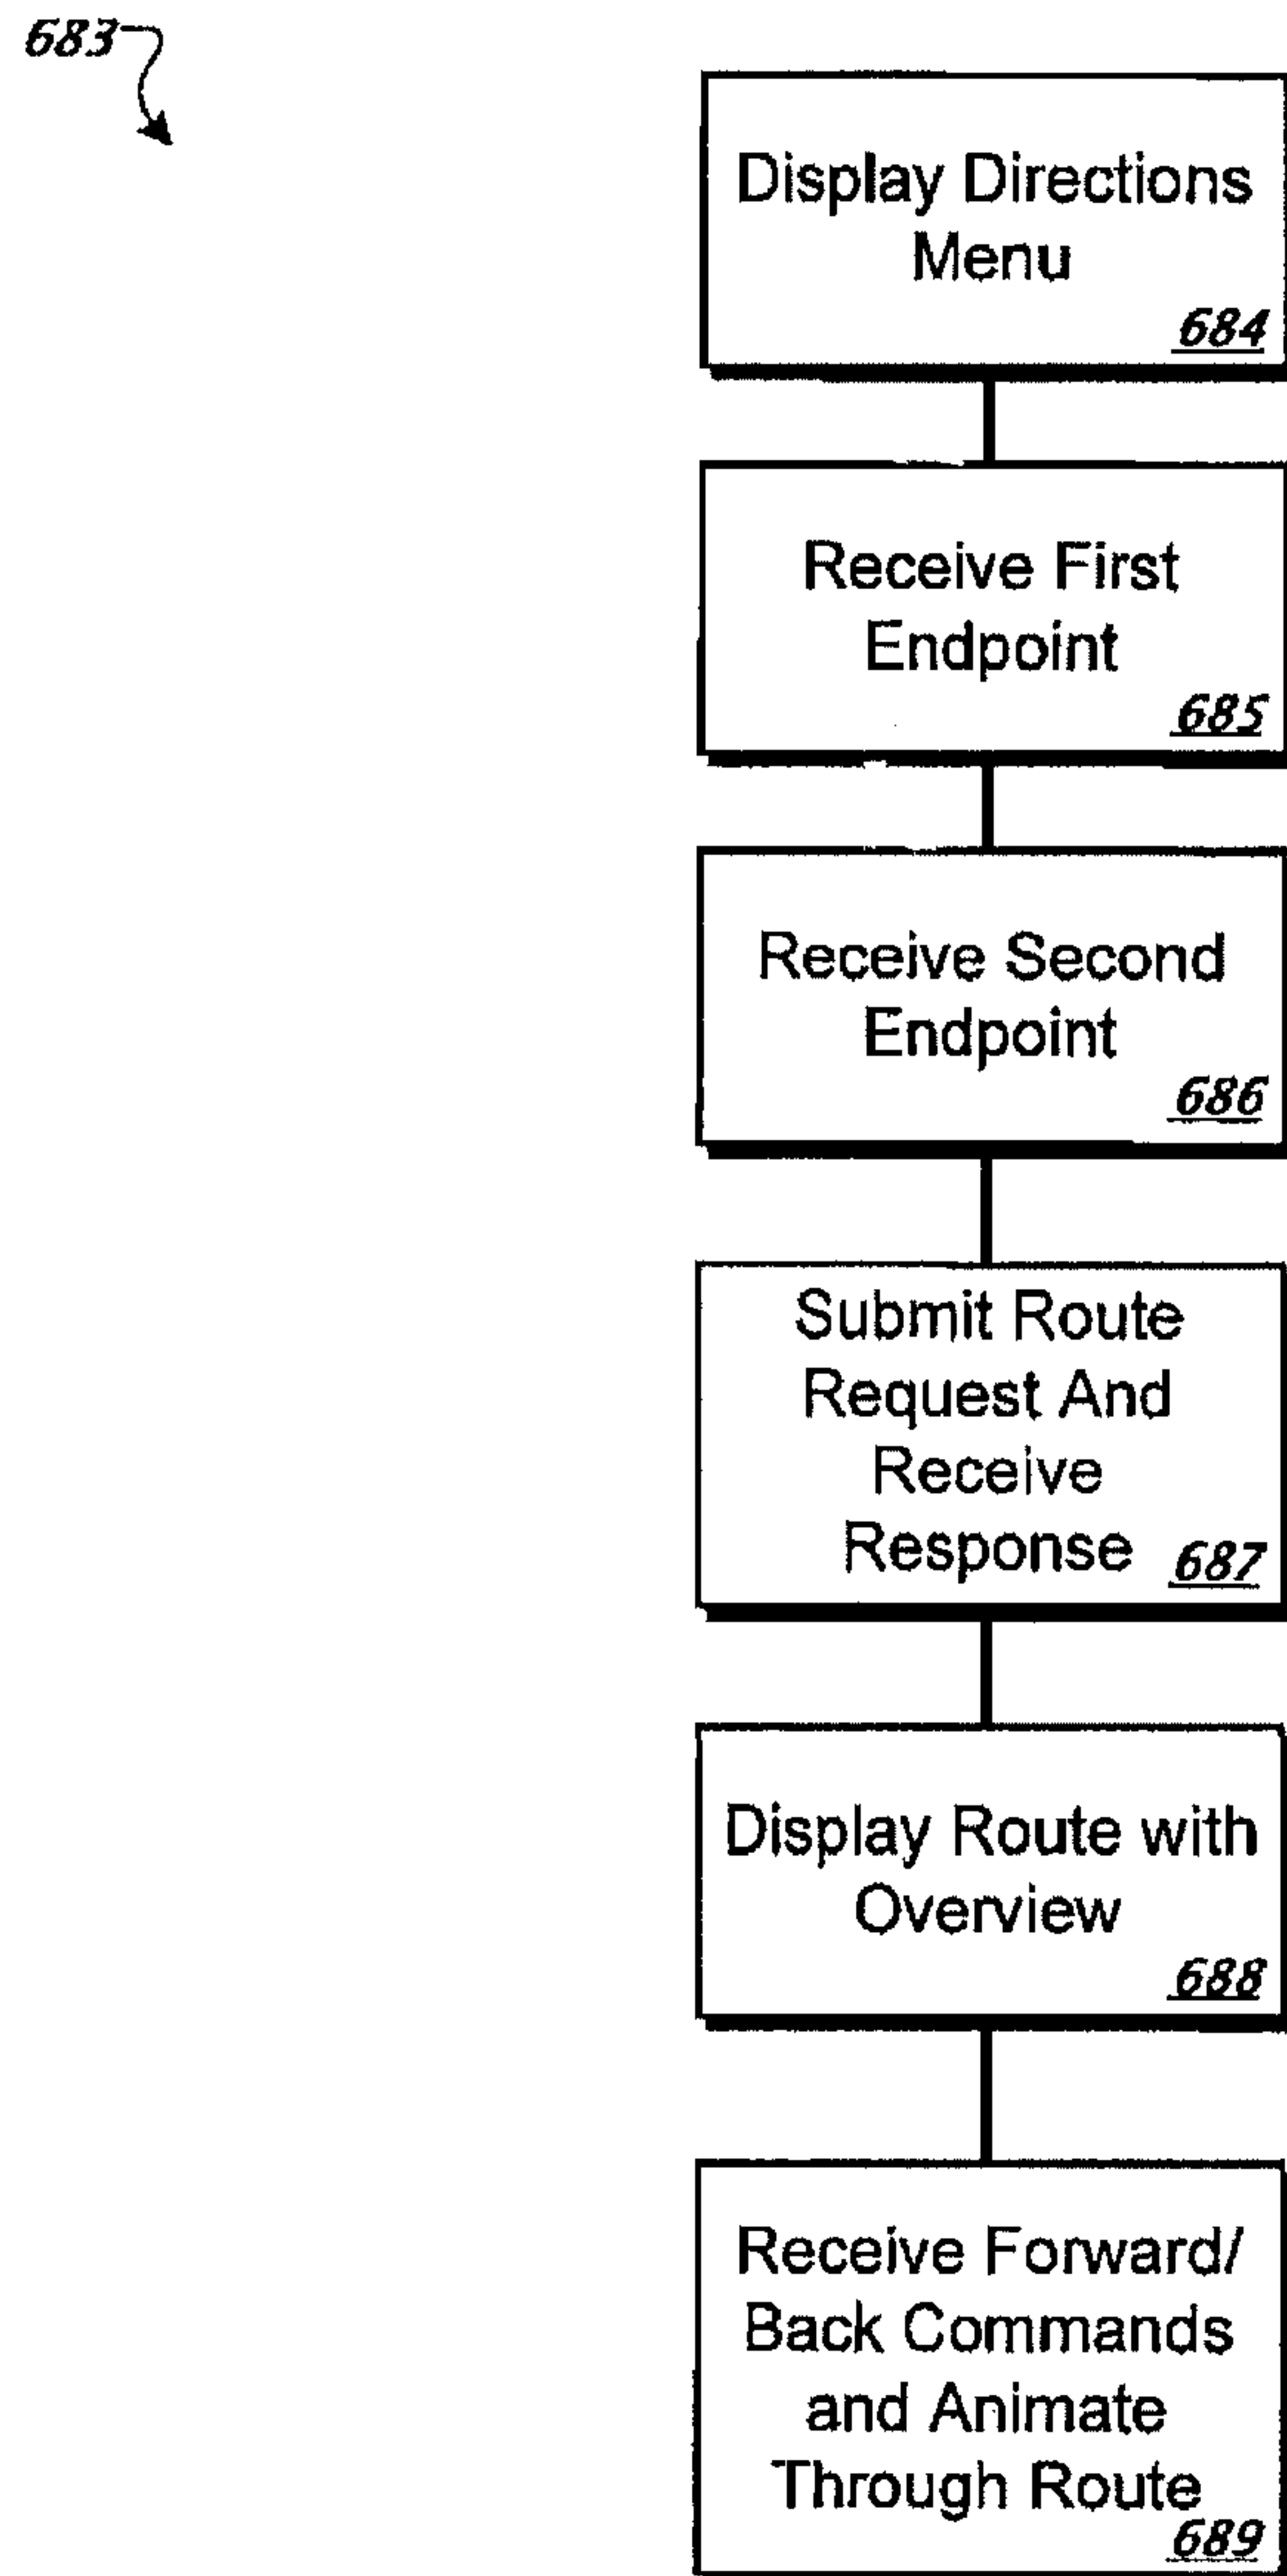 683
Display Directions
Menu
684
Receive First
Endpoint
685
Receive Second
Endpoint
686
Submit Route
Request And
Receive
Response 687
Display Route with
Overview
688
Receive Forward/
Back Commands
and Animate
Through Route
689